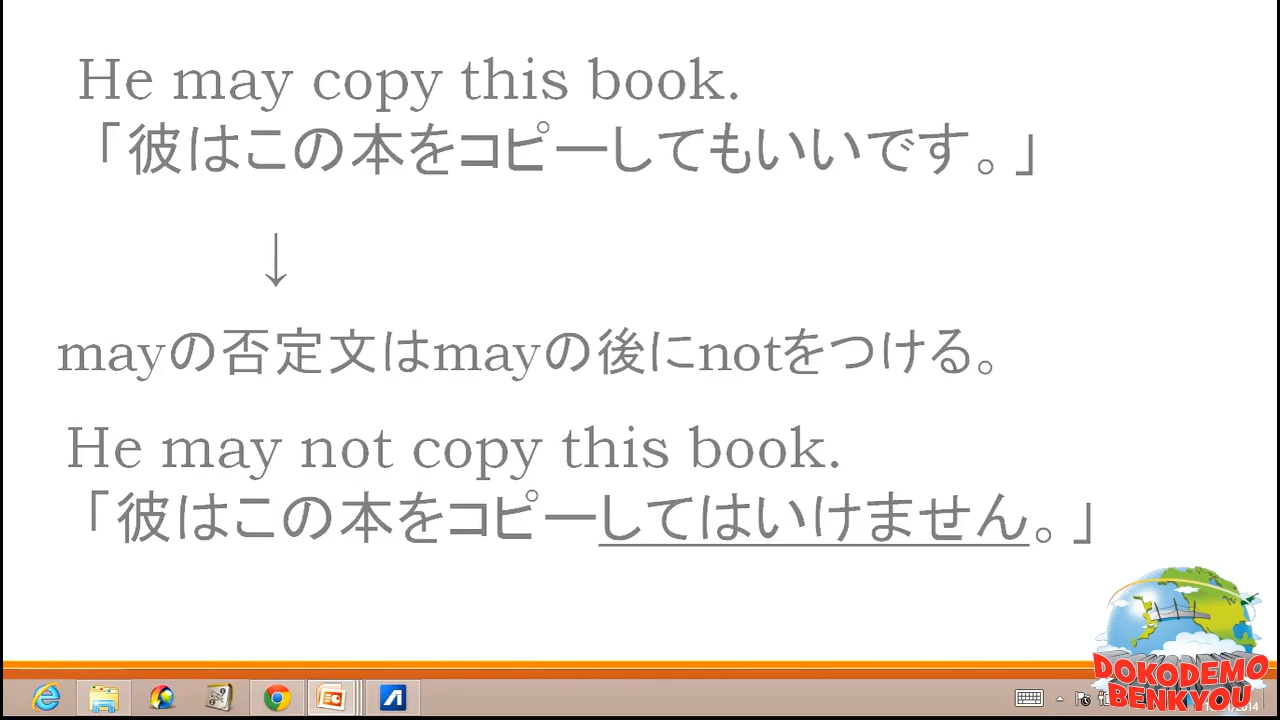 He may copy this book.
「彼はこの本をコピーしてもいいです。」
↓
mayの否定文はmayの後にnotをつける。
He may not copy this book.
「彼はこの本をコピーしてはいけません。」
DOKODEMO
BENKYOU